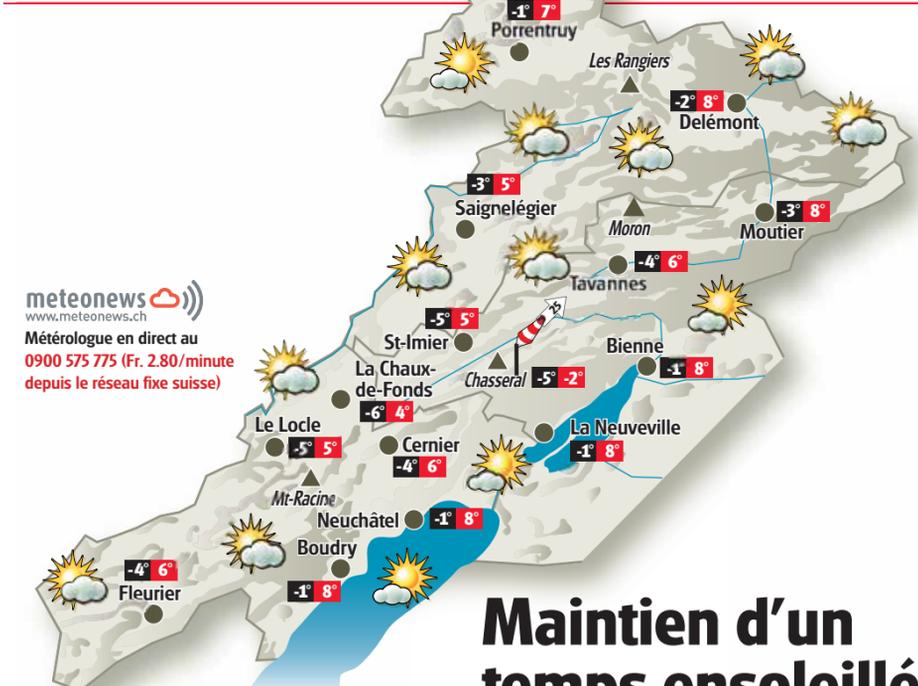 -1° 7°
Porrentruy
Les Rangiers
-2° 8°
Delémont
-3° 5°
Saignelégier
Moron
-3° 8°
Moutier
-4° 6°
Tavannes
meteonews
www.meteonews.ch
Météorologue en direct au
0900 575 775 (Fr. 2.80/minute
depuis le réseau fixe suisse)
25
-5° 5°
St-Imier
Bienne
-1° 8°
Chasseral -5° -2°
La Chaux-
de-Fonds
-6° 4°
Le Locle
-5° 5°
Cernier
-4° 6°
La Neuveville
-1° 8°
Mt-Racine
Neuchâtel -1° 8°
Boudry
-1° 8°
-4° 6°
Fleurier
Maintien d'un
temps ensoleillé